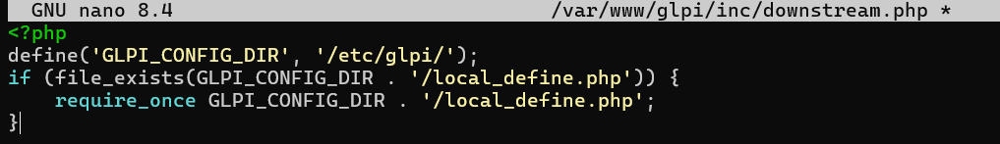 GNU nano 8.4 /var/www/glpi/inc/downstream.php *
<?php
define('GLPI_CONFIG_DIR', '/etc/glpi/');
if (file_exists(GLPI_CONFIG_DIR . '/local_define.php')) {
    require_once GLPI_CONFIG_DIR . '/local_define.php';
}